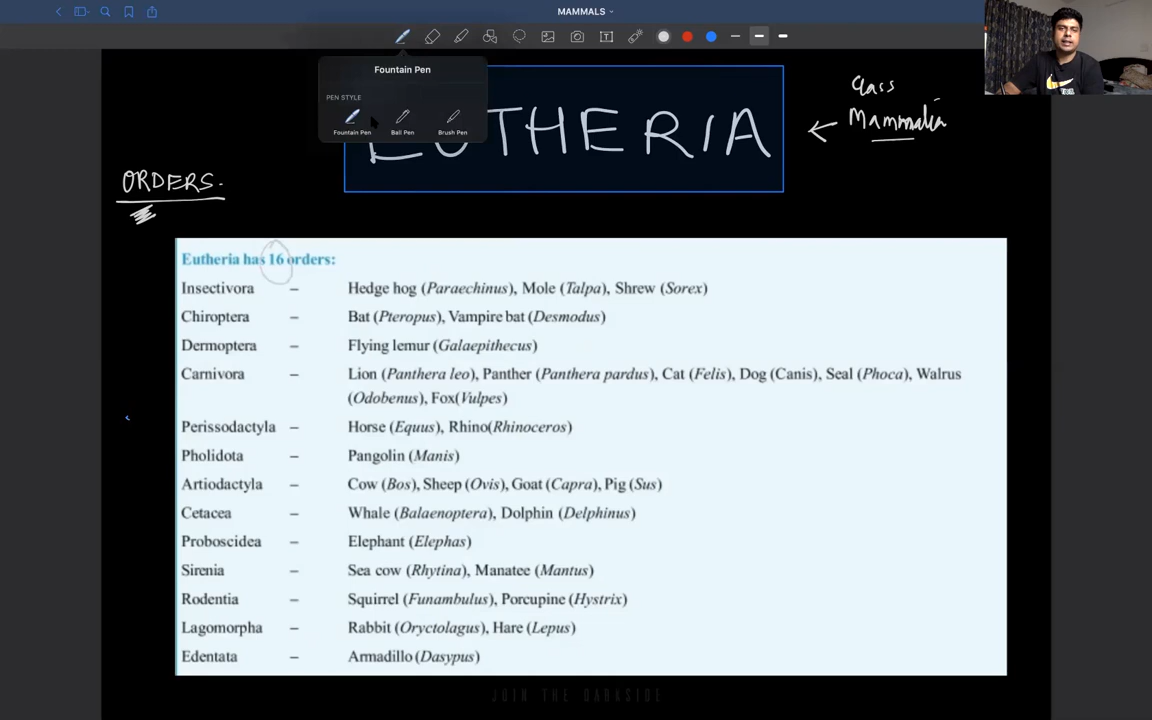 MAMMALS
Fountain Pen
PEN STYLE
Fountain Pen Ball Pen Brush Pen
EUTHERIA
Class
Mammalia
ORDERS.
Eutheria has 16 orders:
Insectivora – Hedge hog (Paraechinus), Mole (Talpa), Shrew (Sorex)
Chiroptera – Bat (Pteropus), Vampire bat (Desmodus)
Dermoptera – Flying lemur (Galaepithecus)
Carnivora – Lion (Panthera leo), Panther (Panthera pardus), Cat (Felis), Dog (Canis), Seal (Phoca), Walrus
(Odobenus), Fox(Vulpes)
Perissodactyla – Horse (Equus), Rhino(Rhinoceros)
Pholidota – Pangolin (Manis)
Artiodactyla – Cow (Bos), Sheep (Ovis), Goat (Capra), Pig (Sus)
Cetacea – Whale (Balaenoptera), Dolphin (Delphinus)
Proboscidea – Elephant (Elephas)
Sirenia – Sea cow (Rhytina), Manatee (Mantus)
Rodentia – Squirrel (Funambulus), Porcupine (Hystrix)
Lagomorpha – Rabbit (Oryctolagus), Hare (Lepus)
Edentata – Armadillo (Dasypus)
JOIN THE DARKSIDE